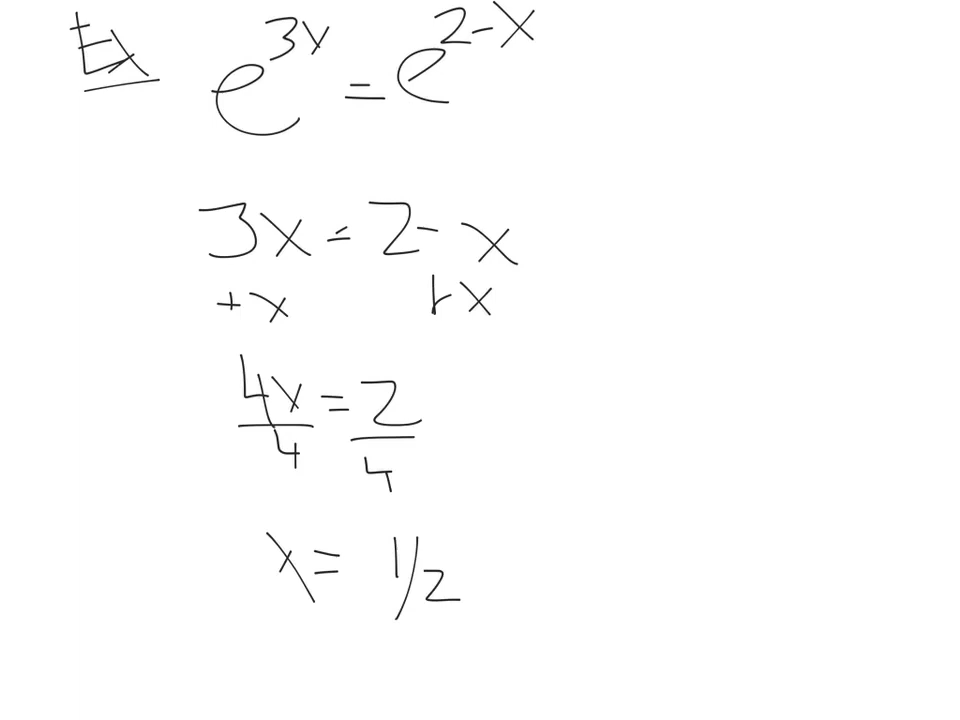 Ex e^{3x} = e^{2-x}
3x = 2 - x
+x +x
4x = 2
4 4
x = 1/2